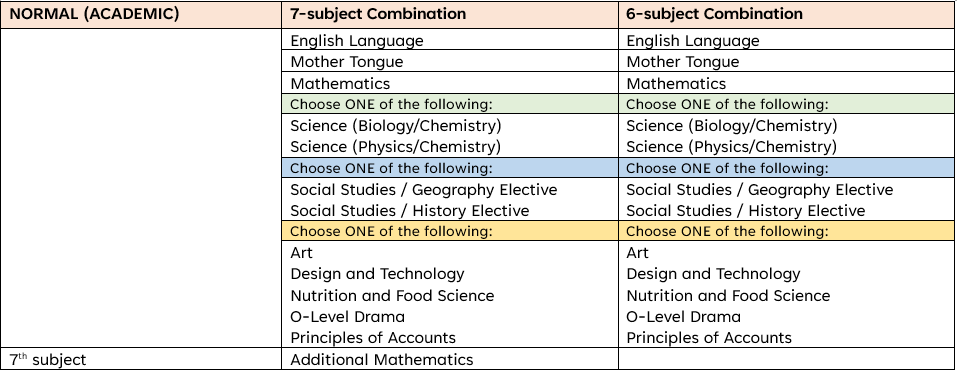 NORMAL (ACADEMIC) 7-subject Combination 6-subject Combination
English Language English Language
Mother Tongue Mother Tongue
Mathematics Mathematics
Choose ONE of the following: Choose ONE of the following:
Science (Biology/Chemistry) Science (Biology/Chemistry)
Science (Physics/Chemistry) Science (Physics/Chemistry)
Choose ONE of the following: Choose ONE of the following:
Social Studies / Geography Elective Social Studies / Geography Elective
Social Studies / History Elective Social Studies / History Elective
Choose ONE of the following: Choose ONE of the following:
Art Art
Design and Technology Design and Technology
Nutrition and Food Science Nutrition and Food Science
O-Level Drama O-Level Drama
Principles of Accounts Principles of Accounts
7th subject Additional Mathematics